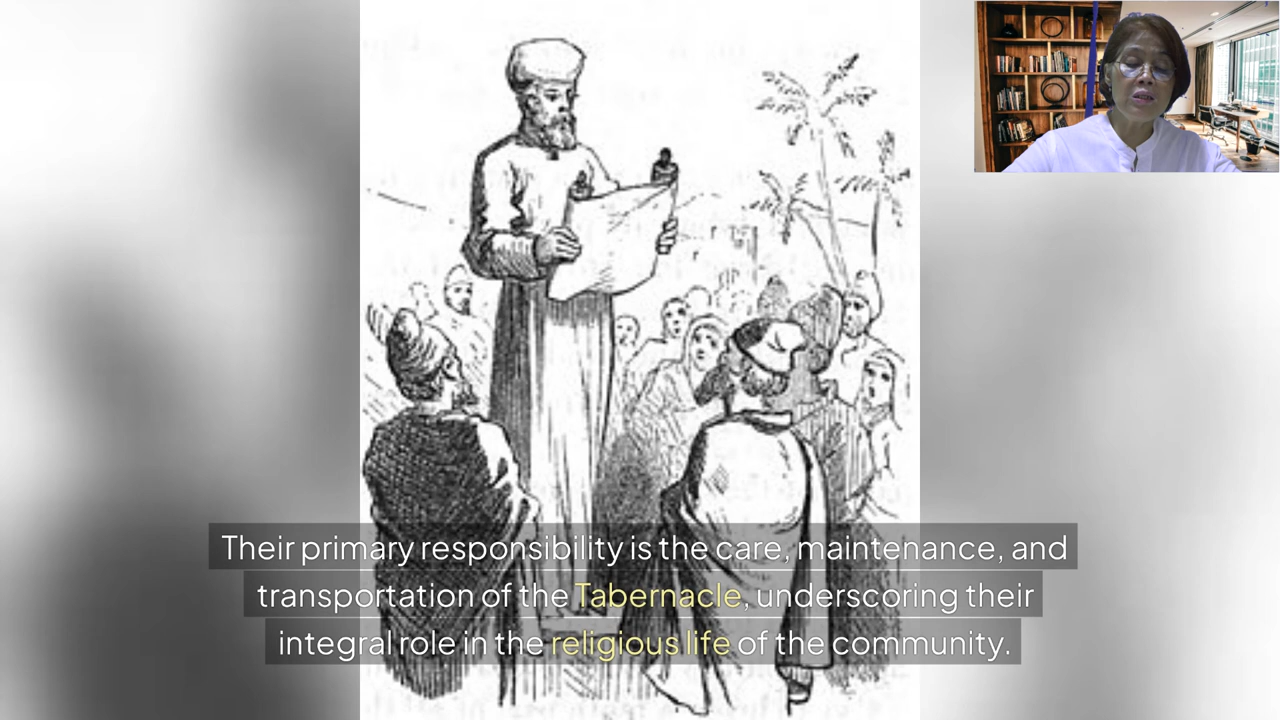 Their primary responsibility is the care, maintenance, and
transportation of the Tabernacle, underscoring their
integral role in the religious life of the community.